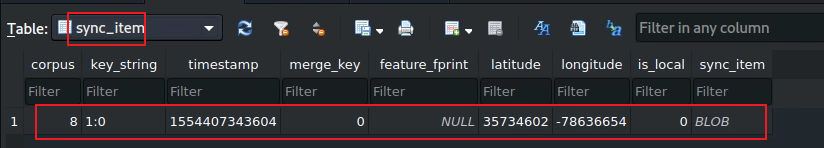 Table: sync_item Filter in any column
corpus key_string timestamp merge_key feature_fprint latitude longitude is_local sync_item
Filter Filter Filter Filter Filter Filter Filter Filter Filter
1 8 1:0 1554407343604 0 NULL 35734602 -78636654 0 BLOB